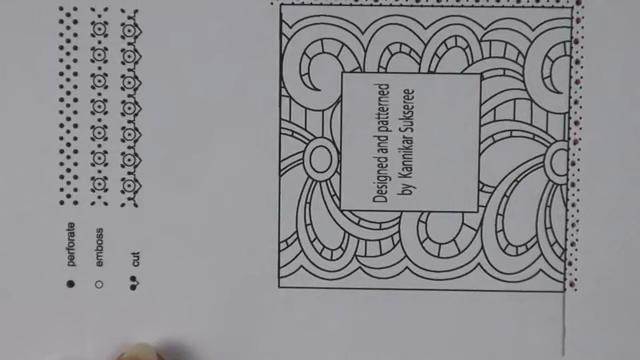 perforate
emboss
cut
Designed and patterned
by Kannikar Sukseree